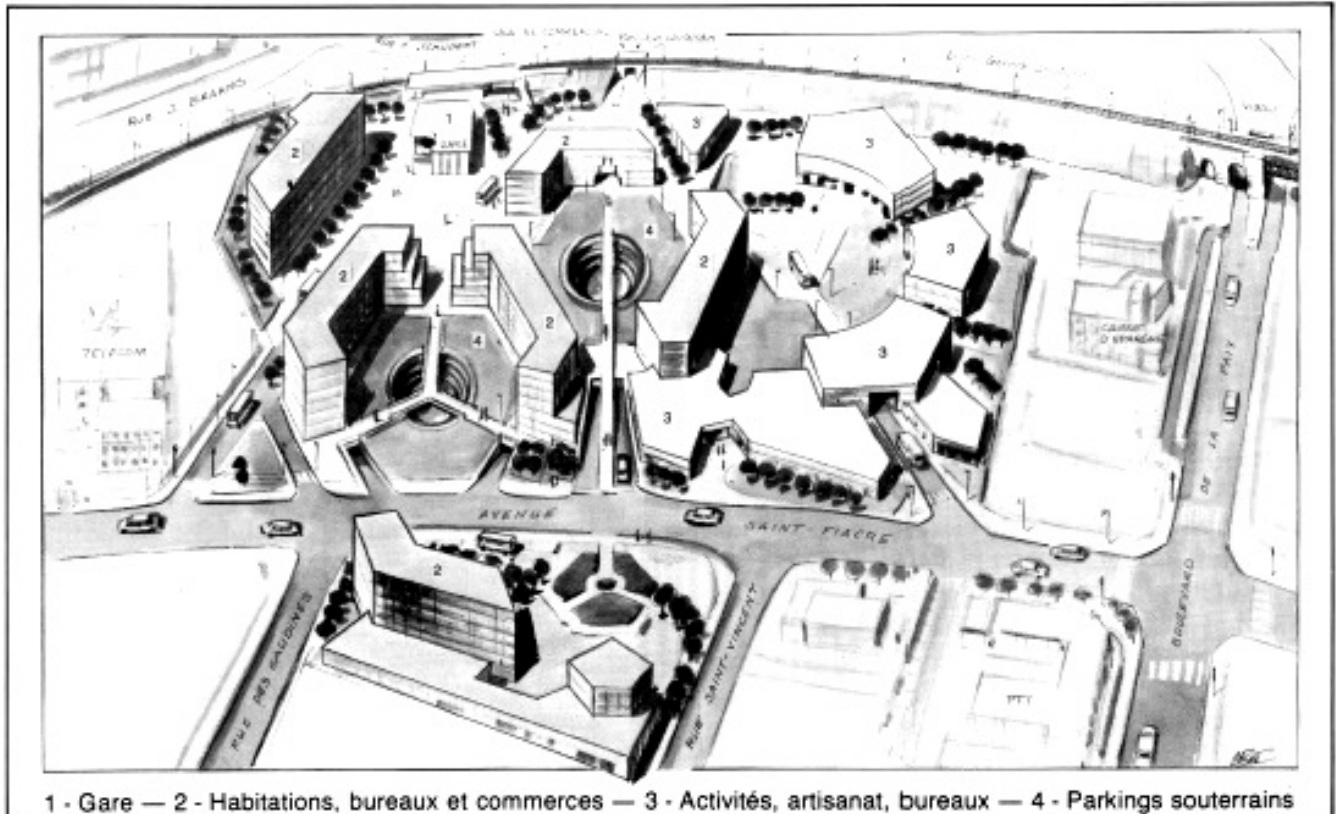 RUE J. BRAHMS
1
GARE
2
2
3
3
4
2
3
2
2
4
3
TELECOM
CAISSE
D'EPARGNE
3
BOULEVARD DE LA PAIX
AVENUE SAINT-FIACRE
2
RUE DES GAUDINES
RUE SAINT-VINCENT
PTT
1 - Gare — 2 - Habitations, bureaux et commerces — 3 - Activités, artisanat, bureaux — 4 - Parkings souterrains